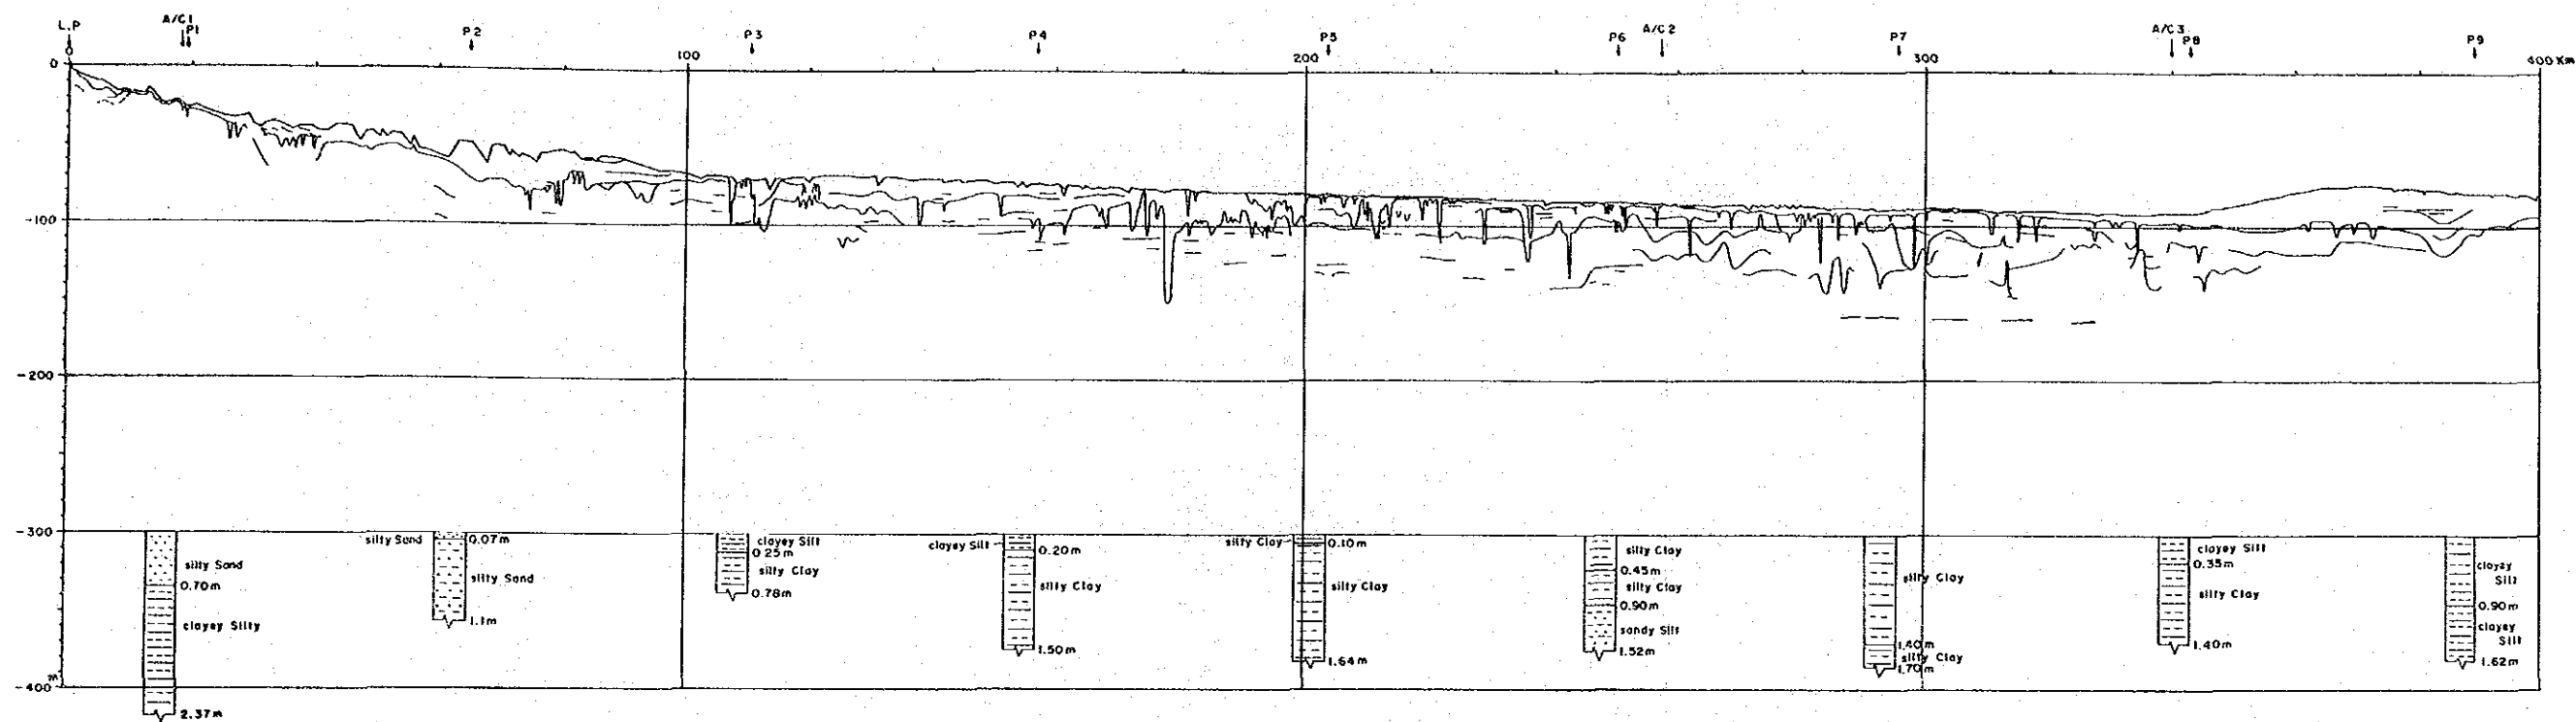 L.P A/C1 P1 P2 P3 P4 P5 P6 A/C2 P7 A/C3 P8 P9
0 100 200 300 400 Km
0
-100
-200
-300
-400 m
silty Sand
0.70m
clayey Silty
2.37m
silty Sand
0.07m
silty Sand
1.1m
clayey Silt
0.25m
silty Clay
0.78m
clayey Silt
0.20m
silty Clay
1.50m
silty Clay
0.10m
silty Clay
1.64m
silty Clay
0.45m
silty Clay
0.90m
sandy Silt
1.52m
silty Clay
1.40m
silty Clay
1.70m
clayey Silt
0.35m
silty Clay
1.40m
clayey
Silt
0.90m
clayey
Silt
1.62m